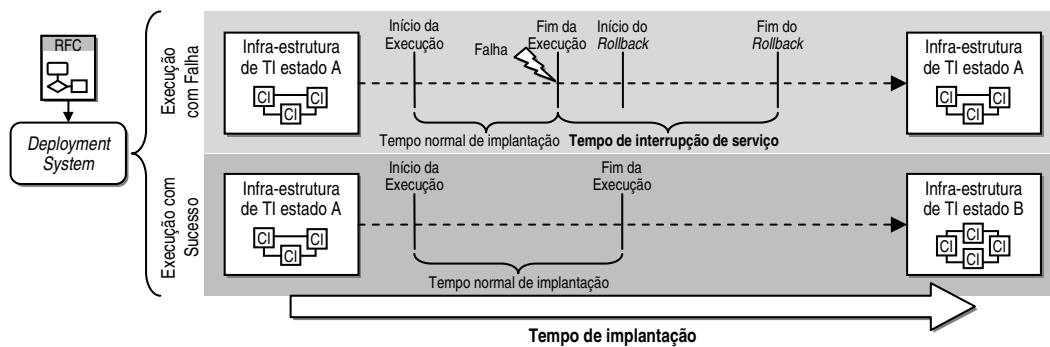 RFC
Deployment
System
Execução
com Falha
Infra-estrutura
de TI estado A
CI
CI
CI
Início da
Execução
Falha
Fim da
Execução
Início do
Rollback
Fim do
Rollback
Tempo normal de implantação
Tempo de interrupção de serviço
Infra-estrutura
de TI estado A
CI
CI
CI
Execução com
Sucesso
Infra-estrutura
de TI estado A
CI
CI
CI
Início da
Execução
Fim da
Execução
Tempo normal de implantação
Infra-estrutura
de TI estado B
CI
CI
CI
CI
Tempo de implantação